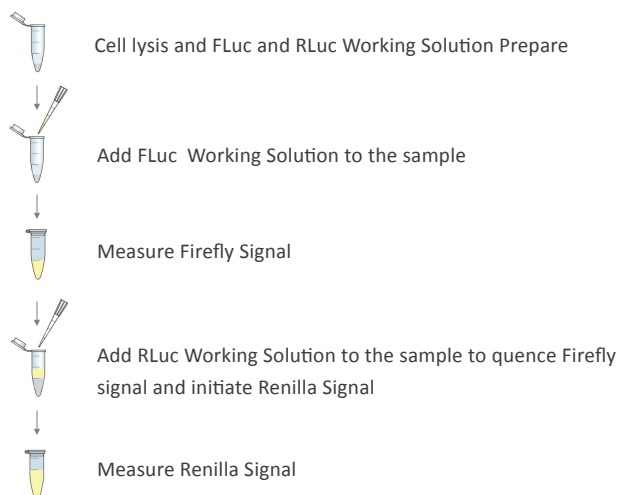 Cell lysis and FLuc and RLuc Working Solution Prepare
Add FLuc Working Solution to the sample
Measure Firefly Signal
Add RLuc Working Solution to the sample to quence Firefly
signal and initiate Renilla Signal
Measure Renilla Signal